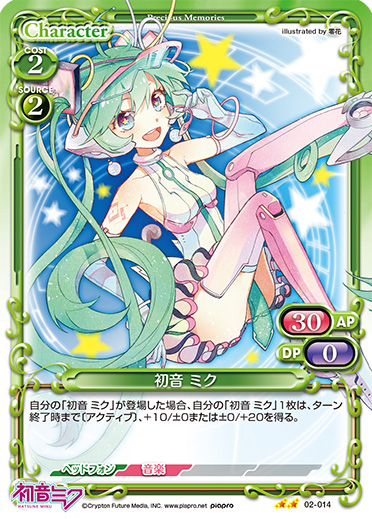 Precious Memories
Character
illustrated by 零花
COST
2
SOURCE
2
30 AP
DP 0
初音 ミク
自分の「初音 ミク」が登場した場合、自分の「初音 ミク」1枚は、ターン
終了時まで[アクティブ]、+10/±0または±0/+20を得る。
ヘッドフォン 音楽
初音ミク
HATSUNE MIKU
©Crypton Future Media, INC. www.piapro.net piapro
02-014